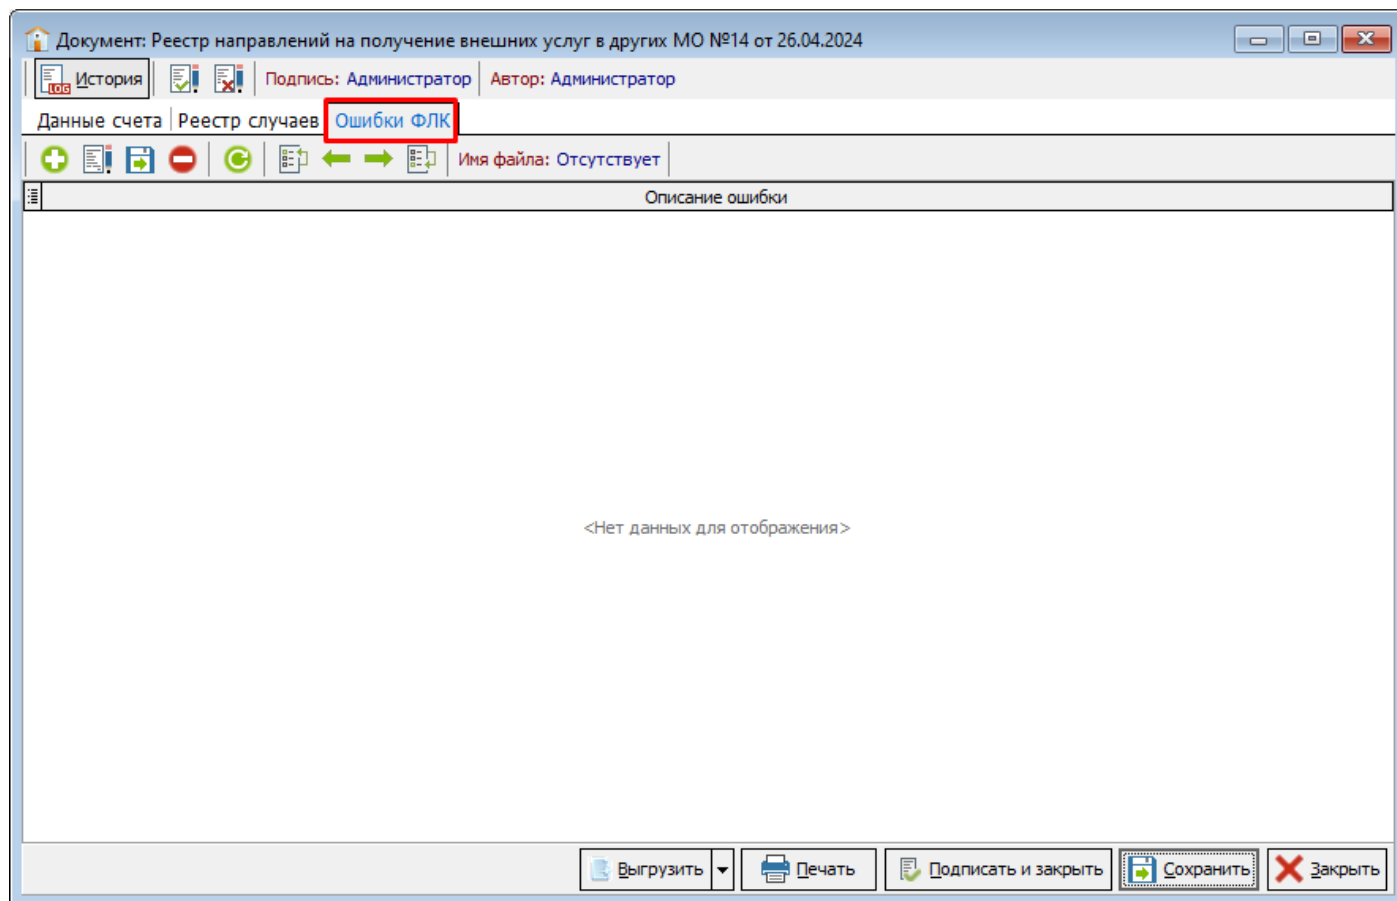 Документ: Реестр направлений на получение внешних услуг в других МО №14 от 26.04.2024
LOG История Подпись: Администратор Автор: Администратор
Данные счета Реестр случаев Ошибки ФЛК
Имя файла: Отсутствует
Описание ошибки
<Нет данных для отображения>
Выгрузить Печать Подписать и закрыть Сохранить Закрыть